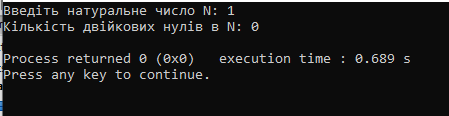 Введіть натуральне число N: 1
Кількість двійкових нулів в N: 0
Process returned 0 (0x0)   execution time : 0.689 s
Press any key to continue.